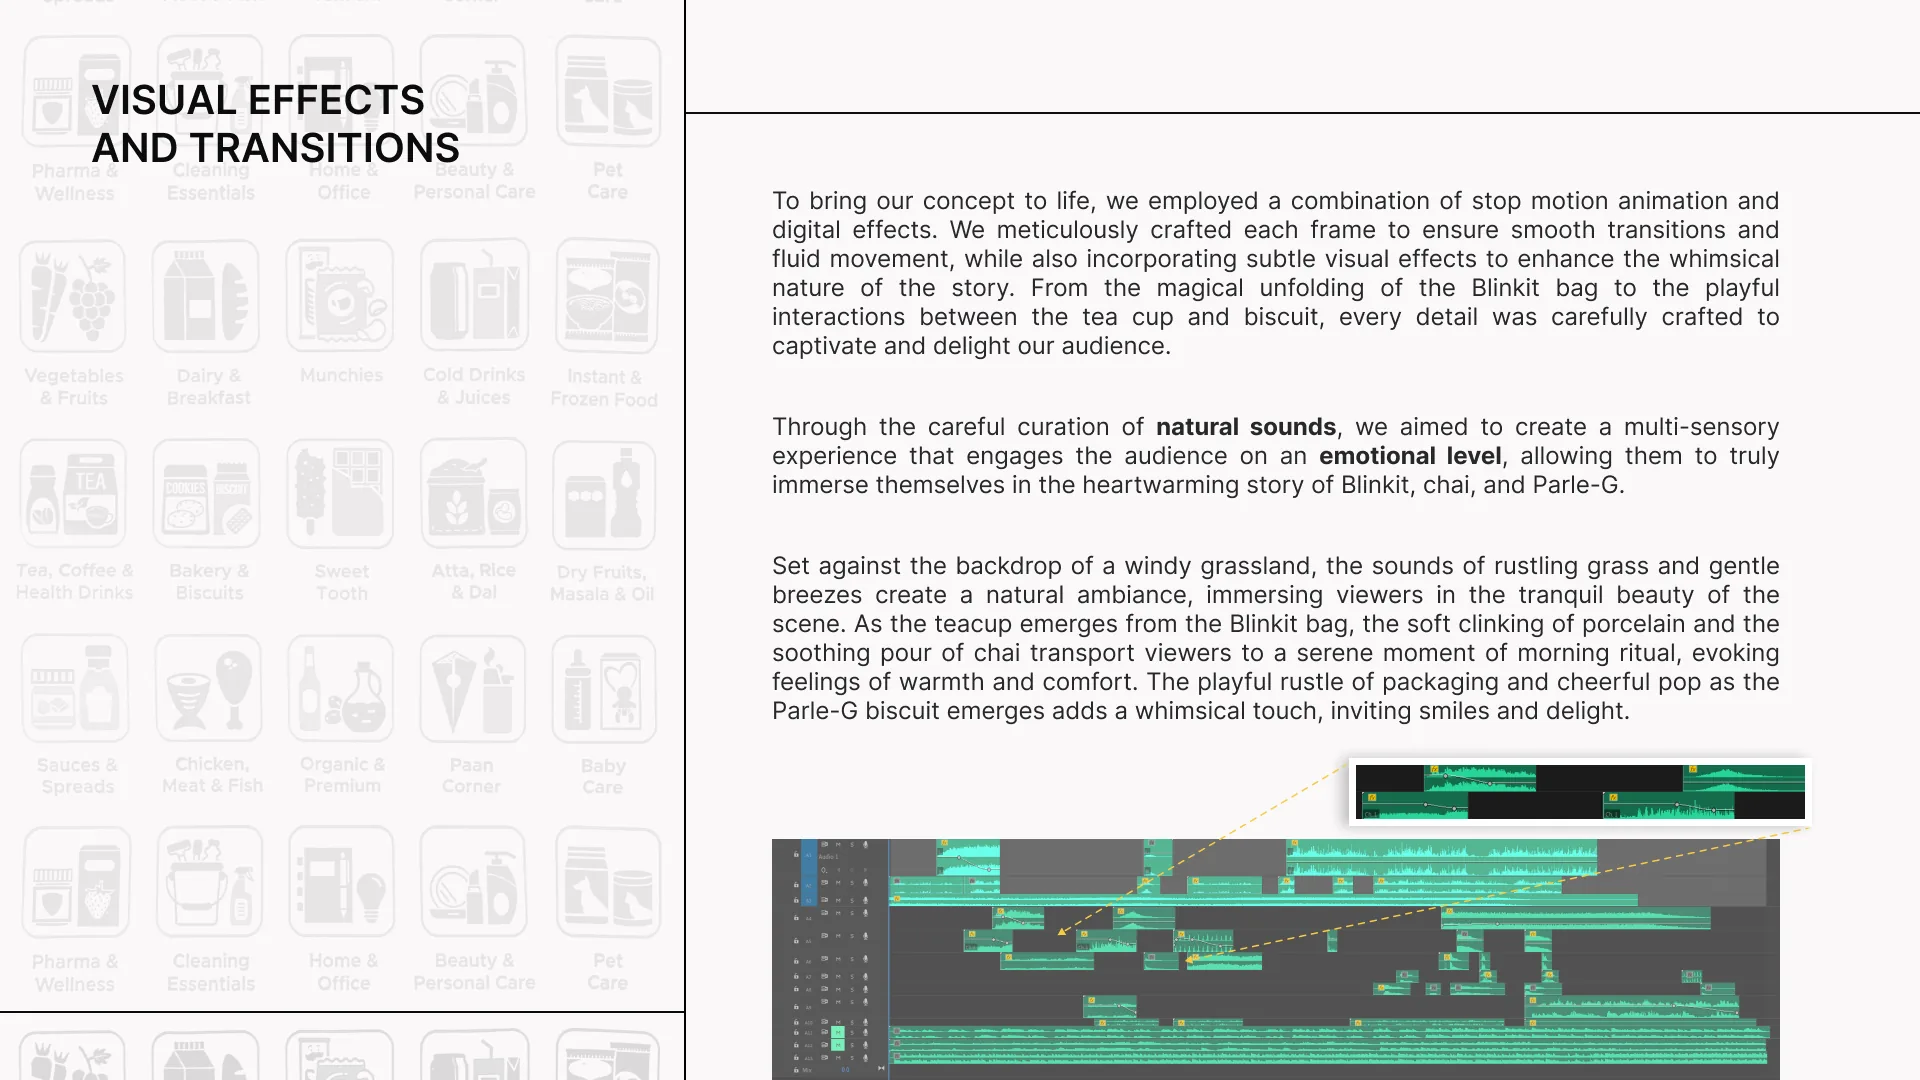 VISUAL EFFECTS
AND TRANSITIONS
To bring our concept to life, we employed a combination of stop motion animation and
digital effects. We meticulously crafted each frame to ensure smooth transitions and
fluid movement, while also incorporating subtle visual effects to enhance the whimsical
nature of the story. From the magical unfolding of the Blinkit bag to the playful
interactions between the tea cup and biscuit, every detail was carefully crafted to
captivate and delight our audience.
Through the careful curation of natural sounds, we aimed to create a multi-sensory
experience that engages the audience on an emotional level, allowing them to truly
immerse themselves in the heartwarming story of Blinkit, chai, and Parle-G.
Set against the backdrop of a windy grassland, the sounds of rustling grass and gentle
breezes create a natural ambiance, immersing viewers in the tranquil beauty of the
scene. As the teacup emerges from the Blinkit bag, the soft clinking of porcelain and the
soothing pour of chai transport viewers to a serene moment of morning ritual, evoking
feelings of warmth and comfort. The playful rustle of packaging and cheerful pop as the
Parle-G biscuit emerges adds a whimsical touch, inviting smiles and delight.
Pharma &
Wellness
Cleaning
Essentials
Home &
Office
Beauty &
Personal Care
Pet
Care
Vegetables
& Fruits
Dairy &
Breakfast
Munchies
Cold Drinks
& Juices
Instant &
Frozen Food
TEA
COOKIES
BISCUIT
Tea, Coffee &
Health Drinks
Bakery &
Biscuits
Sweet
Tooth
Atta, Rice
& Dal
Dry Fruits,
Masala & Oil
Sauces &
Spreads
Chicken,
Meat & Fish
Organic &
Premium
Paan
Corner
Baby
Care
Pharma &
Wellness
Cleaning
Essentials
Home &
Office
Beauty &
Personal Care
Pet
Care
Audio 1
Mix
0.0